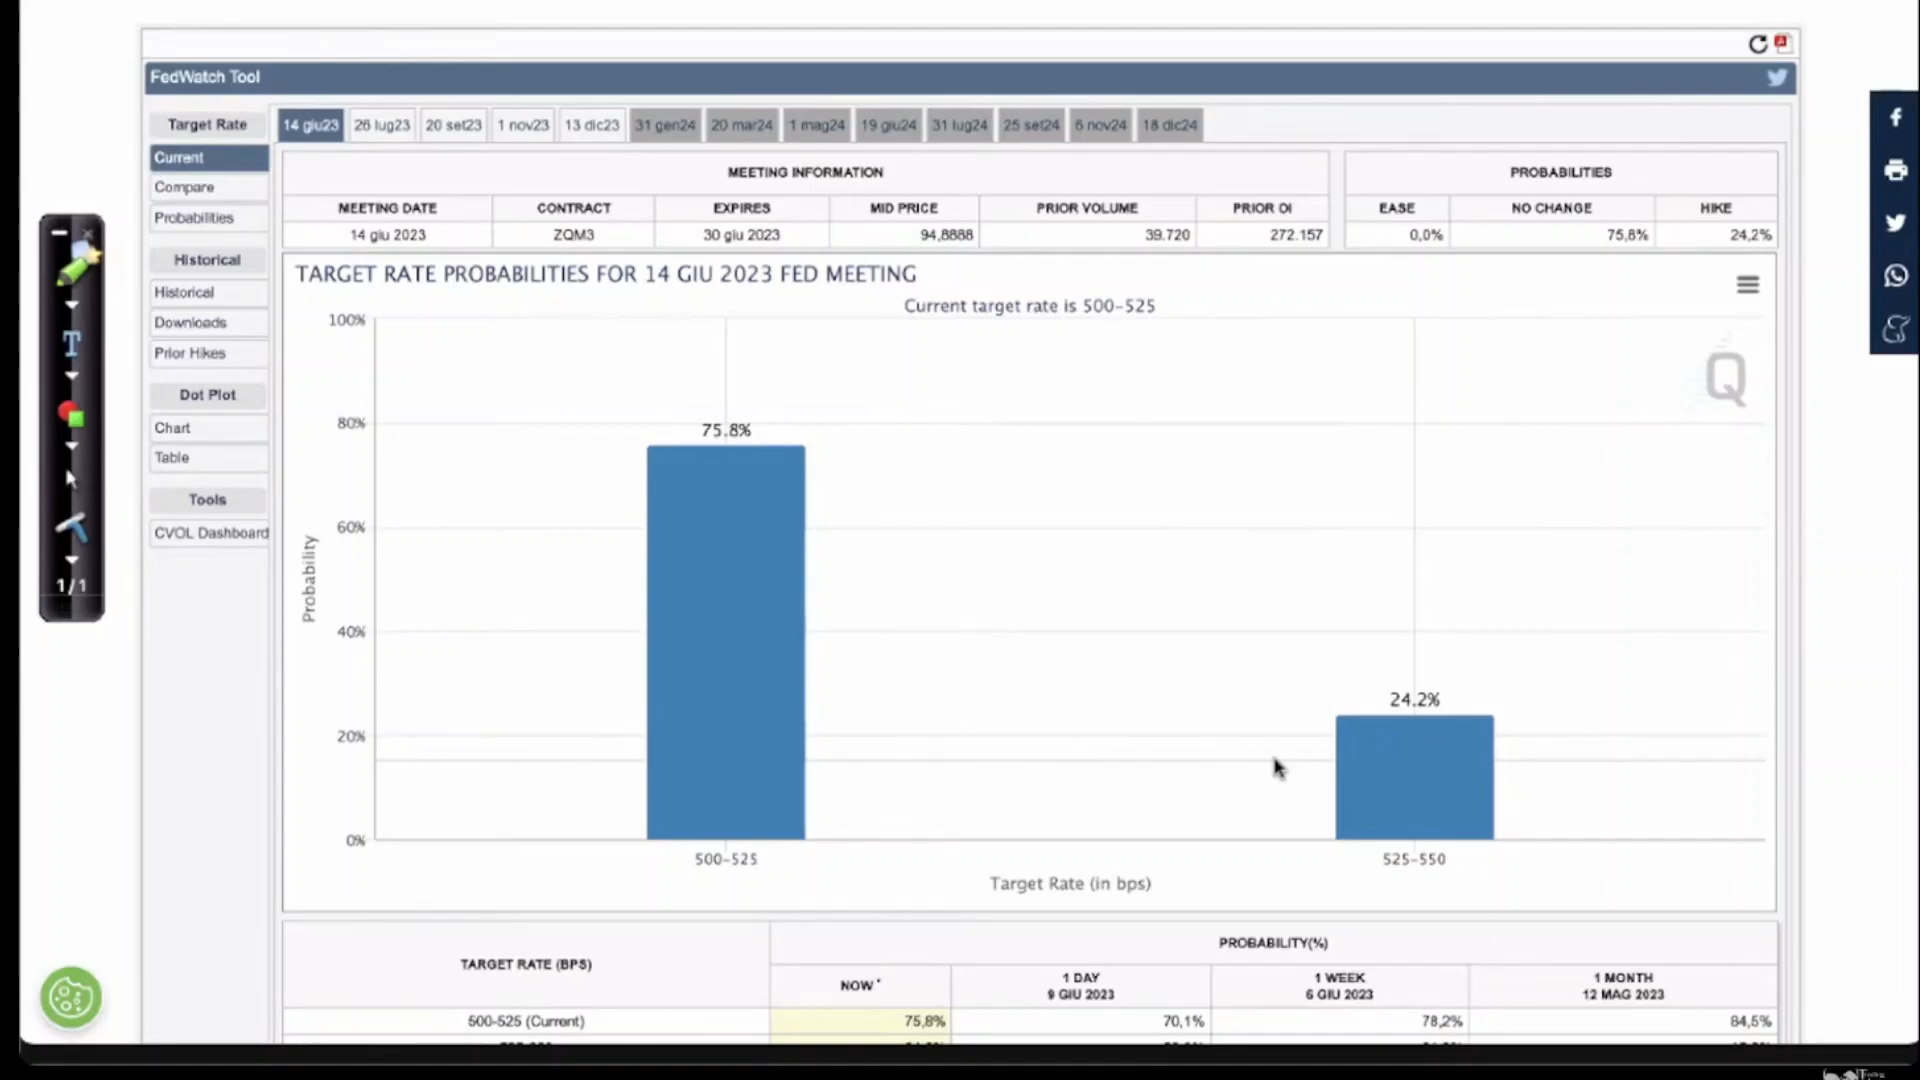 FedWatch Tool
Target Rate
14 giu23 26 lug23 20 set23 1 nov23 13 dic23 31 gen24 20 mar24 1 mag24 19 giu24 31 lug24 25 set24 6 nov24 18 dic24
Current
Compare
Probabilities
Historical
Historical
Downloads
Prior Hikes
Dot Plot
Chart
Table
Tools
CVOL Dashboard
MEETING INFORMATION
MEETING DATE CONTRACT EXPIRES MID PRICE PRIOR VOLUME PRIOR OI
14 giu 2023 ZQM3 30 giu 2023 94,8888 39.720 272.157
PROBABILITIES
EASE NO CHANGE HIKE
0,0% 75,8% 24,2%
TARGET RATE PROBABILITIES FOR 14 GIU 2023 FED MEETING
Current target rate is 500-525
100%
80%
60%
40%
20%
0%
Probability
75.8%
24.2%
500-525 525-550
Target Rate (in bps)
Q
T
1/1
TARGET RATE (BPS) PROBABILITY(%)
NOW * 1 DAY 1 WEEK 1 MONTH
9 GIU 2023 6 GIU 2023 12 MAG 2023
500-525 (Current) 75,8% 70,1% 78,2% 84,5%